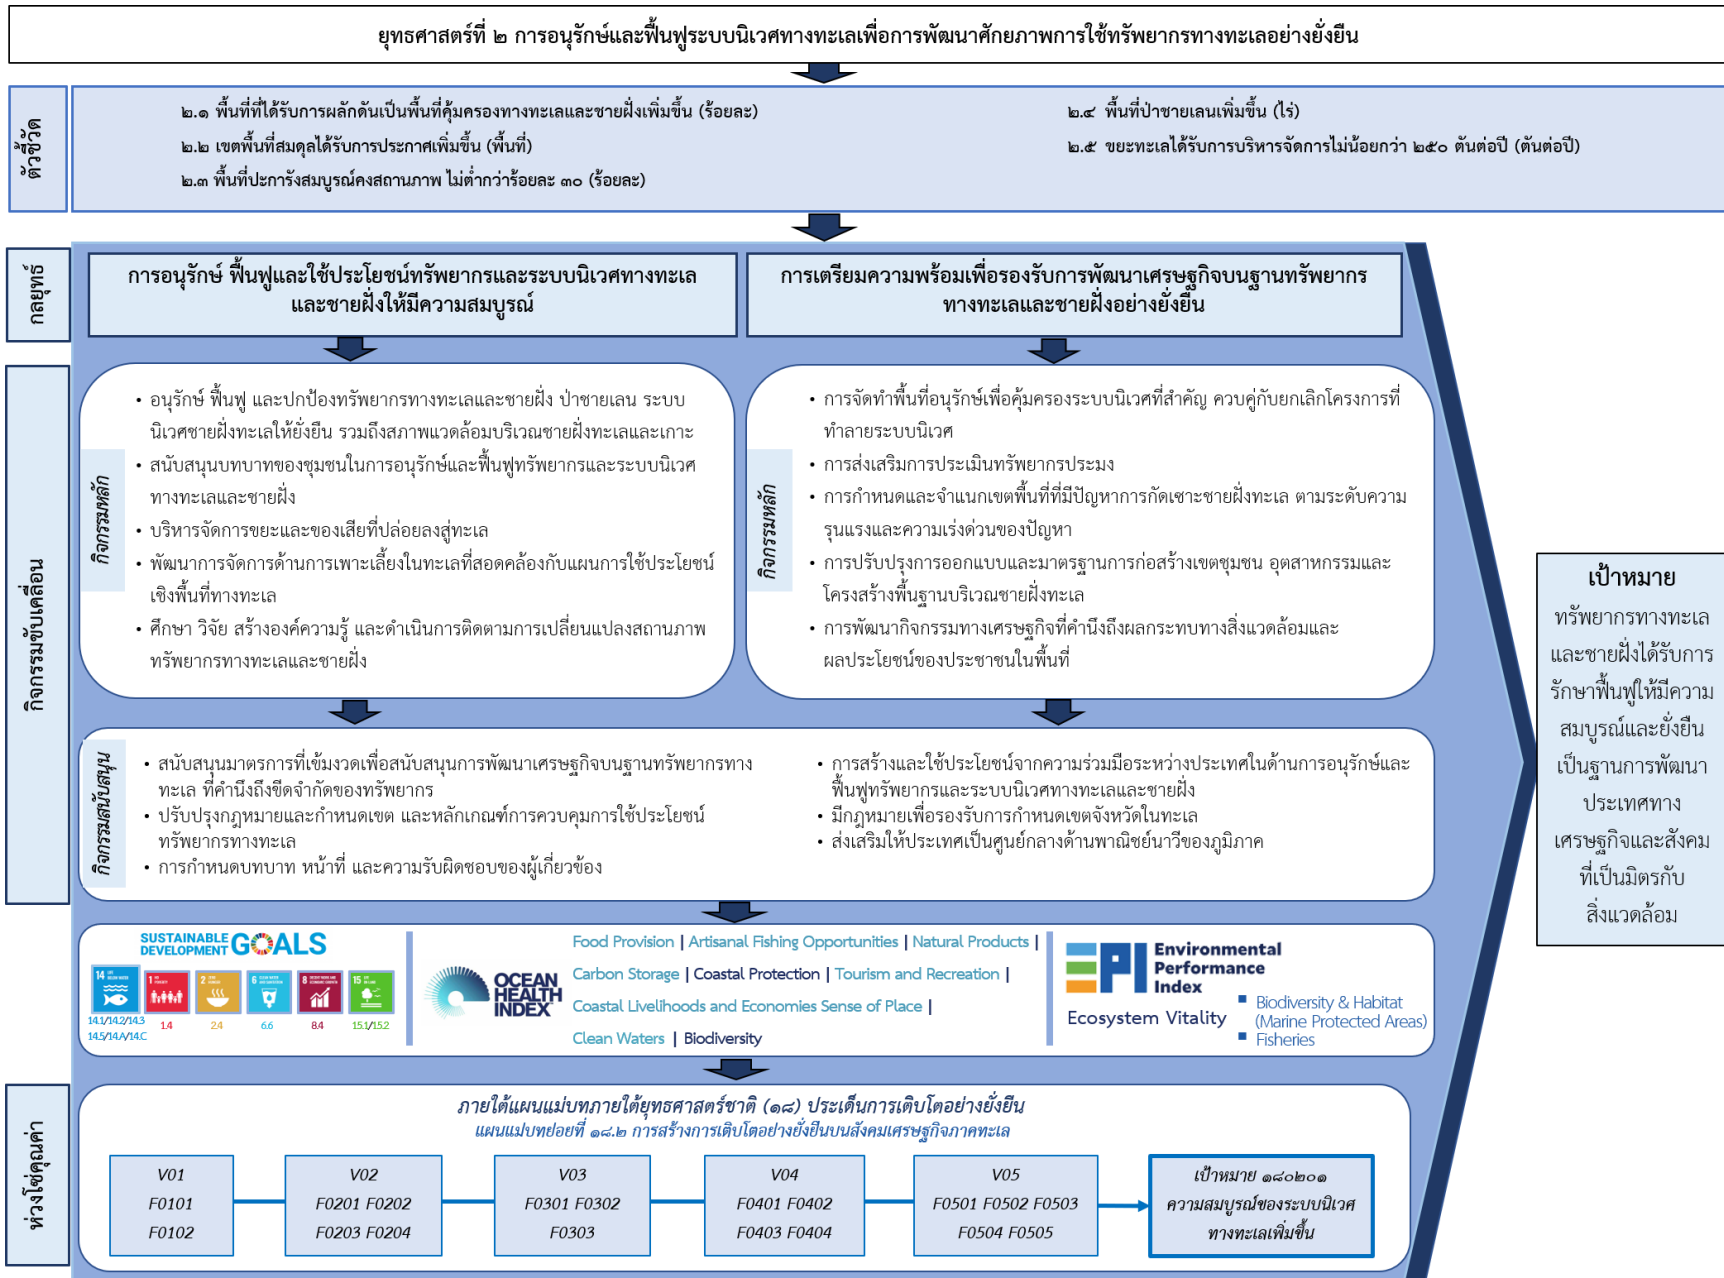 ยุทธศาสตร์ที่ ๒ การอนุรักษ์และฟื้นฟูระบบนิเวศทางทะเลเพื่อการพัฒนาศักยภาพการใช้ทรัพยากรทางทะเลอย่างยั่งยืน
ตัวชี้วัด
๒.๑ พื้นที่ที่ได้รับการผลักดันเป็นพื้นที่คุ้มครองทางทะเลและชายฝั่งเพิ่มขึ้น (ร้อยละ)
๒.๒ เขตพื้นที่สมดุลได้รับการประกาศเพิ่มขึ้น (พื้นที่)
๒.๓ พื้นที่ปะการังสมบูรณ์คงสถานภาพ ไม่ต่ำกว่าร้อยละ ๓๐ (ร้อยละ)
๒.๔ พื้นที่ป่าชายเลนเพิ่มขึ้น (ไร่)
๒.๕ ขยะทะเลได้รับการบริหารจัดการไม่น้อยกว่า ๒๕๐ ตันต่อปี (ตันต่อปี)
กลยุทธ์
การอนุรักษ์ ฟื้นฟูและใช้ประโยชน์ทรัพยากรและระบบนิเวศทางทะเล
และชายฝั่งให้มีความสมบูรณ์
การเตรียมความพร้อมเพื่อรองรับการพัฒนาเศรษฐกิจบนฐานทรัพยากร
ทางทะเลและชายฝั่งอย่างยั่งยืน
กิจกรรมขับเคลื่อน
กิจกรรมหลัก
• อนุรักษ์ ฟื้นฟู และปกป้องทรัพยากรทางทะเลและชายฝั่ง ป่าชายเลน ระบบ
นิเวศชายฝั่งทะเลให้ยั่งยืน รวมถึงสภาพแวดล้อมบริเวณชายฝั่งทะเลและเกาะ
• สนับสนุนบทบาทของชุมชนในการอนุรักษ์และฟื้นฟูทรัพยากรและระบบนิเวศ
ทางทะเลและชายฝั่ง
• บริหารจัดการขยะและของเสียที่ปล่อยลงสู่ทะเล
• พัฒนาการจัดการด้านการเพาะเลี้ยงในทะเลที่สอดคล้องกับแผนการใช้ประโยชน์
เชิงพื้นที่ทางทะเล
• ศึกษา วิจัย สร้างองค์ความรู้ และดำเนินการติดตามการเปลี่ยนแปลงสถานภาพ
ทรัพยากรทางทะเลและชายฝั่ง
กิจกรรมหลัก
• การจัดทำพื้นที่อนุรักษ์เพื่อคุ้มครองระบบนิเวศที่สำคัญ ควบคู่กับยกเลิกโครงการที่
ทำลายระบบนิเวศ
• การส่งเสริมการประเมินทรัพยากรประมง
• การกำหนดและจำแนกเขตพื้นที่ที่มีปัญหาการกัดเซาะชายฝั่งทะเล ตามระดับความ
รุนแรงและความเร่งด่วนของปัญหา
• การปรับปรุงการออกแบบและมาตรฐานการก่อสร้างเขตชุมชน อุตสาหกรรมและ
โครงสร้างพื้นฐานบริเวณชายฝั่งทะเล
• การพัฒนากิจกรรมทางเศรษฐกิจที่คำนึงถึงผลกระทบทางสิ่งแวดล้อมและ
ผลประโยชน์ของประชาชนในพื้นที่
กิจกรรมสนับสนุน
• สนับสนุนมาตรการที่เข้มงวดเพื่อสนับสนุนการพัฒนาเศรษฐกิจบนฐานทรัพยากรทาง
ทะเล ที่คำนึงถึงขีดจำกัดของทรัพยากร
• ปรับปรุงกฎหมายและกำหนดเขต และหลักเกณฑ์การควบคุมการใช้ประโยชน์
ทรัพยากรทางทะเล
• การกำหนดบทบาท หน้าที่ และความรับผิดชอบของผู้เกี่ยวข้อง
• การสร้างและใช้ประโยชน์จากความร่วมมือระหว่างประเทศในด้านการอนุรักษ์และ
ฟื้นฟูทรัพยากรและระบบนิเวศทางทะเลและชายฝั่ง
• มีกฎหมายเพื่อรองรับการกำหนดเขตจังหวัดในทะเล
• ส่งเสริมให้ประเทศเป็นศูนย์กลางด้านพาณิชย์นาวีของภูมิภาค
เป้าหมาย
ทรัพยากรทางทะเล
และชายฝั่งได้รับการ
รักษาฟื้นฟูให้มีความ
สมบูรณ์และยั่งยืน
เป็นฐานการพัฒนา
ประเทศทาง
เศรษฐกิจและสังคม
ที่เป็นมิตรกับ
สิ่งแวดล้อม
SUSTAINABLE DEVELOPMENT GOALS
14 1 2 6 8 15
14.1/14.2/14.3
14.5/14.A/14.C
1.4 2.4 6.6 8.4 15.1/15.2
OCEAN
HEALTH
INDEX
Food Provision | Artisanal Fishing Opportunities | Natural Products |
Carbon Storage | Coastal Protection | Tourism and Recreation |
Coastal Livelihoods and Economies Sense of Place |
Clean Waters | Biodiversity
EPI Environmental
Performance
Index
Ecosystem Vitality
▪ Biodiversity & Habitat
(Marine Protected Areas)
▪ Fisheries
ห่วงโซ่คุณค่า
ภายใต้แผนแม่บทภายใต้ยุทธศาสตร์ชาติ (๑๘) ประเด็นการเติบโตอย่างยั่งยืน
แผนแม่บทย่อยที่ ๑๘.๒ การสร้างการเติบโตอย่างยั่งยืนบนสังคมเศรษฐกิจภาคทะเล
V01
F0101
F0102
V02
F0201 F0202
F0203 F0204
V03
F0301 F0302
F0303
V04
F0401 F0402
F0403 F0404
V05
F0501 F0502 F0503
F0504 F0505
เป้าหมาย ๑๘๐๒๐๑
ความสมบูรณ์ของระบบนิเวศ
ทางทะเลเพิ่มขึ้น